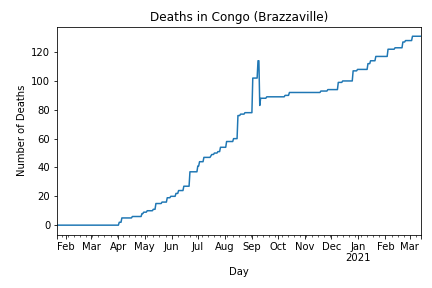 Deaths in Congo (Brazzaville)
Number of Deaths
120
100
80
60
40
20
0
Feb Mar Apr May Jun Jul Aug Sep Oct Nov Dec Jan Feb Mar
2021
Day